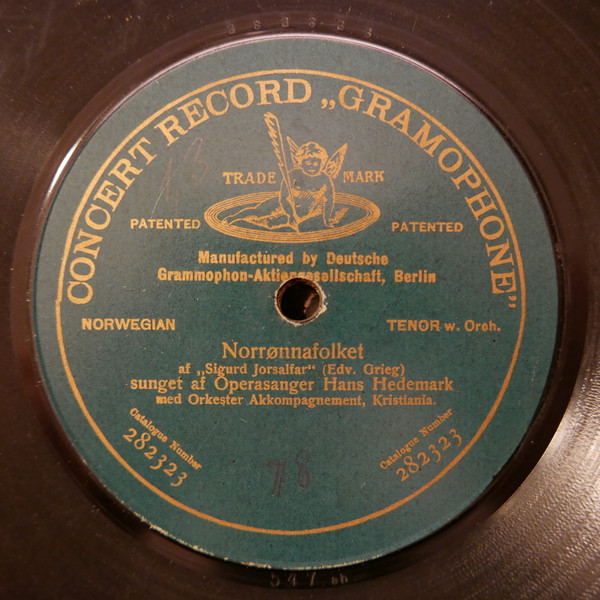 282323
CONCERT RECORD „GRAMOPHONE”
TRADE MARK
PATENTED PATENTED
Manufactured by Deutsche
Grammophon-Aktiengesellschaft, Berlin
NORWEGIAN
TENOR w. Orch.
Norrønnafolket
af „Sigurd Jorsalfar“ (Edv. Grieg)
sunget af Operasanger Hans Hedemark
med Orkester Akkompagnement, Kristiania.
Catalogue Number
282323
Catalogue Number
282323
78